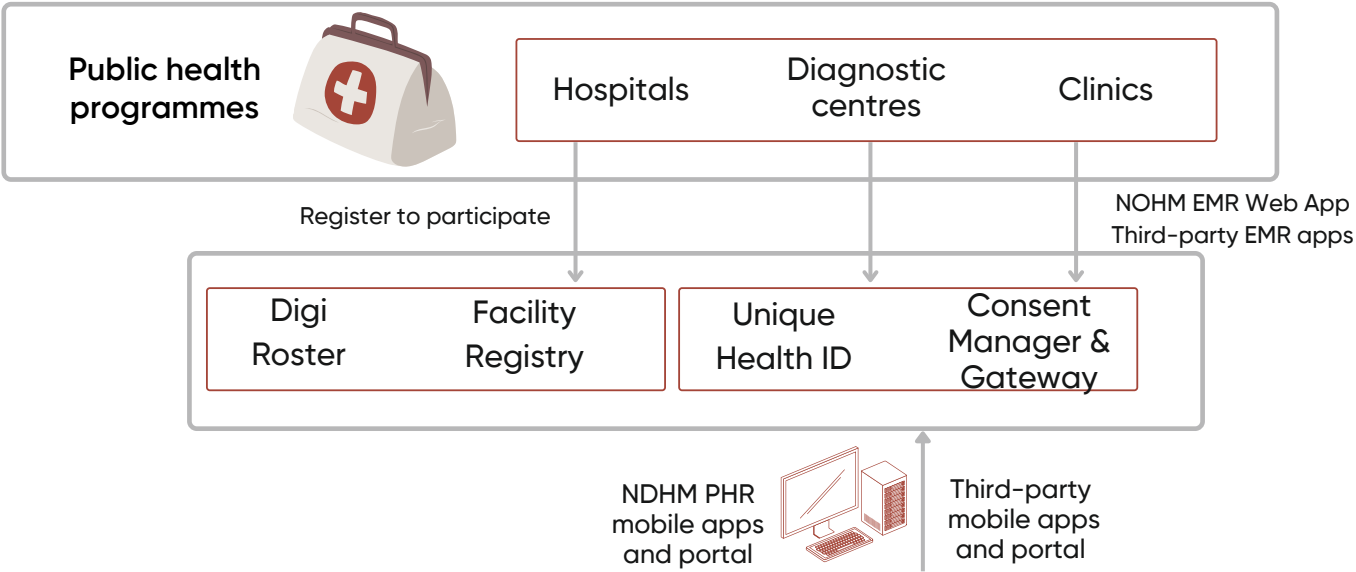 Public health
programmes
Hospitals
Diagnostic
centres
Clinics
Register to participate
NOHM EMR Web App
Third-party EMR apps
Digi
Roster
Facility
Registry
Unique
Health ID
Consent
Manager &
Gateway
NDHM PHR
mobile apps
and portal
Third-party
mobile apps
and portal